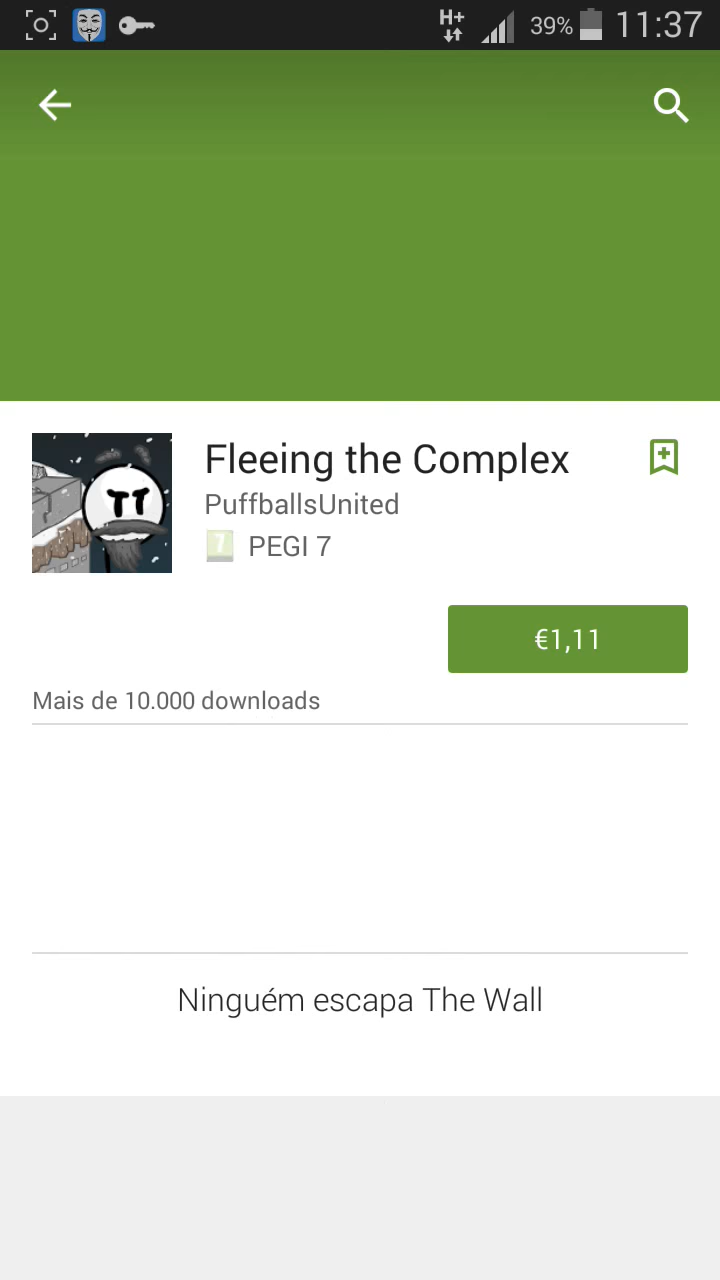 H+ 39% 11:37
Fleeing the Complex
PuffballsUnited
7 PEGI 7
€1,11
Mais de 10.000 downloads
Ninguém escapa The Wall